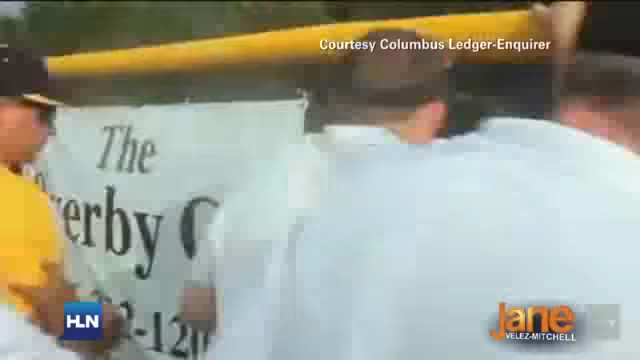 Courtesy Columbus Ledger-Enquirer
The
erby
HLN
jane
VELEZ-MITCHELL